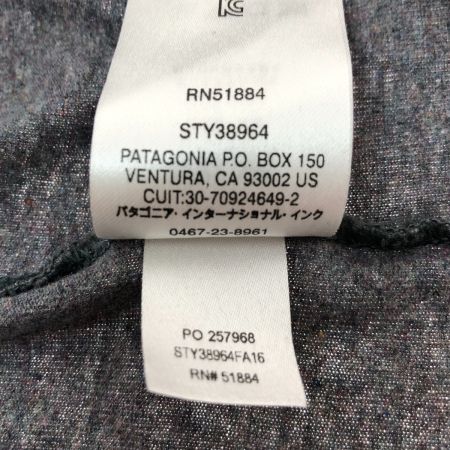 RN51884
STY38964
PATAGONIA P.O. BOX 150
VENTURA, CA 93002 US
CUIT:30-70924649-2
パタゴニア・インターナショナル・インク
0467-23-8961
PO 257968
STY38964FA16
RN# 51884